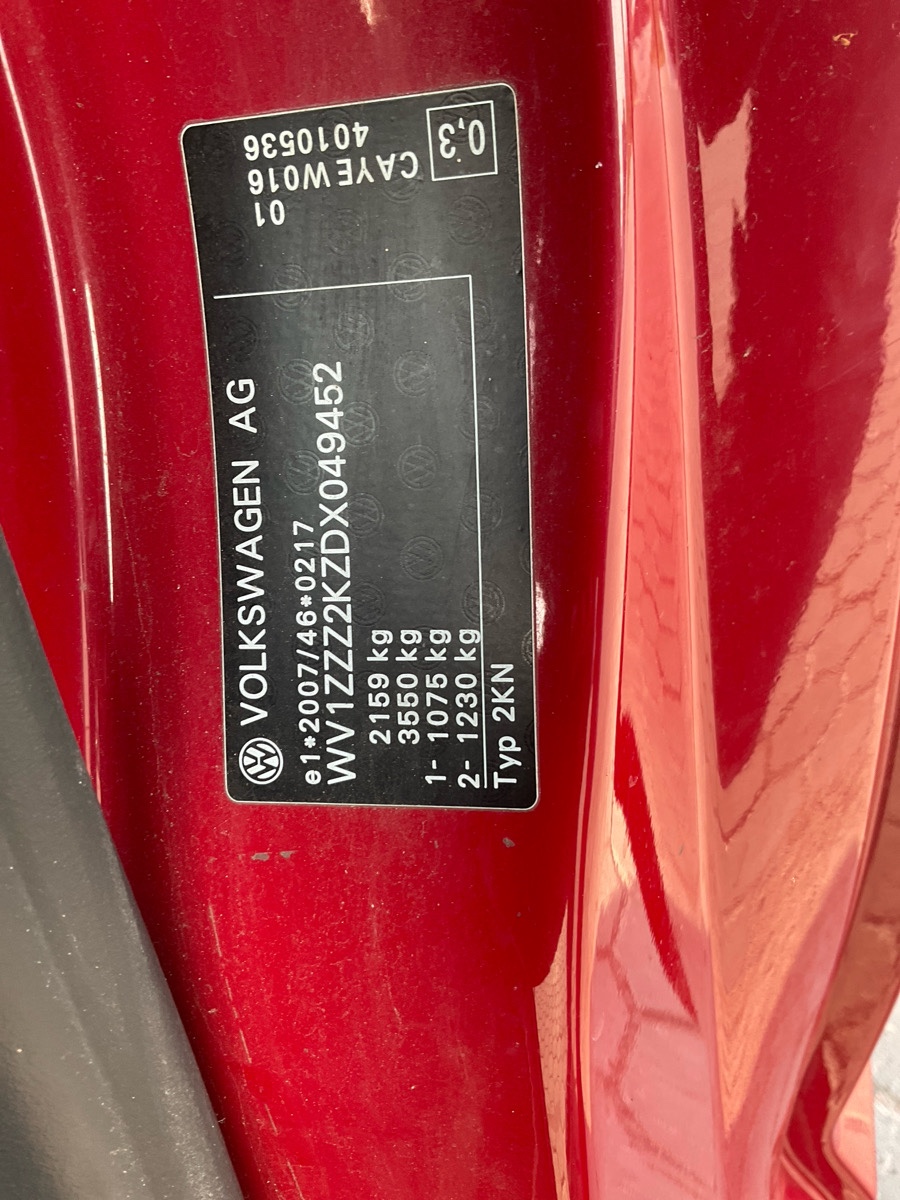 VOLKSWAGEN AG
e1*2007/46*0217
WV1ZZZ2KZDX049452
2159 kg
3550 kg
1- 1075 kg
2- 1230 kg
Typ 2KN
01
CAYE W016
4010536
0,3